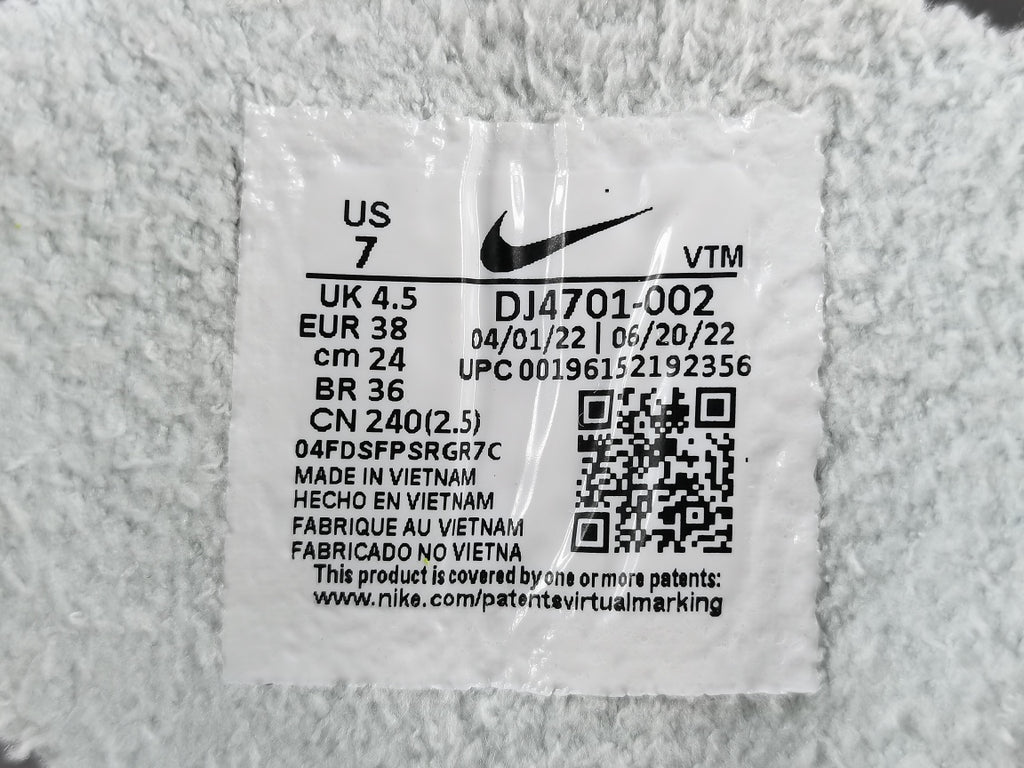 US
7
VTM
UK 4.5
DJ4701-002
EUR 38
04/01/22 | 06/20/22
cm 24
UPC 00196152192356
BR 36
CN 240(2.5)
04FDSFPSRGR7C
MADE IN VIETNAM
HECHO EN VIETNAM
FABRIQUE AU VIETNAM
FABRICADO NO VIETNA
This product is covered by one or more patents:
www.nike.com/patentsvirtualmarking